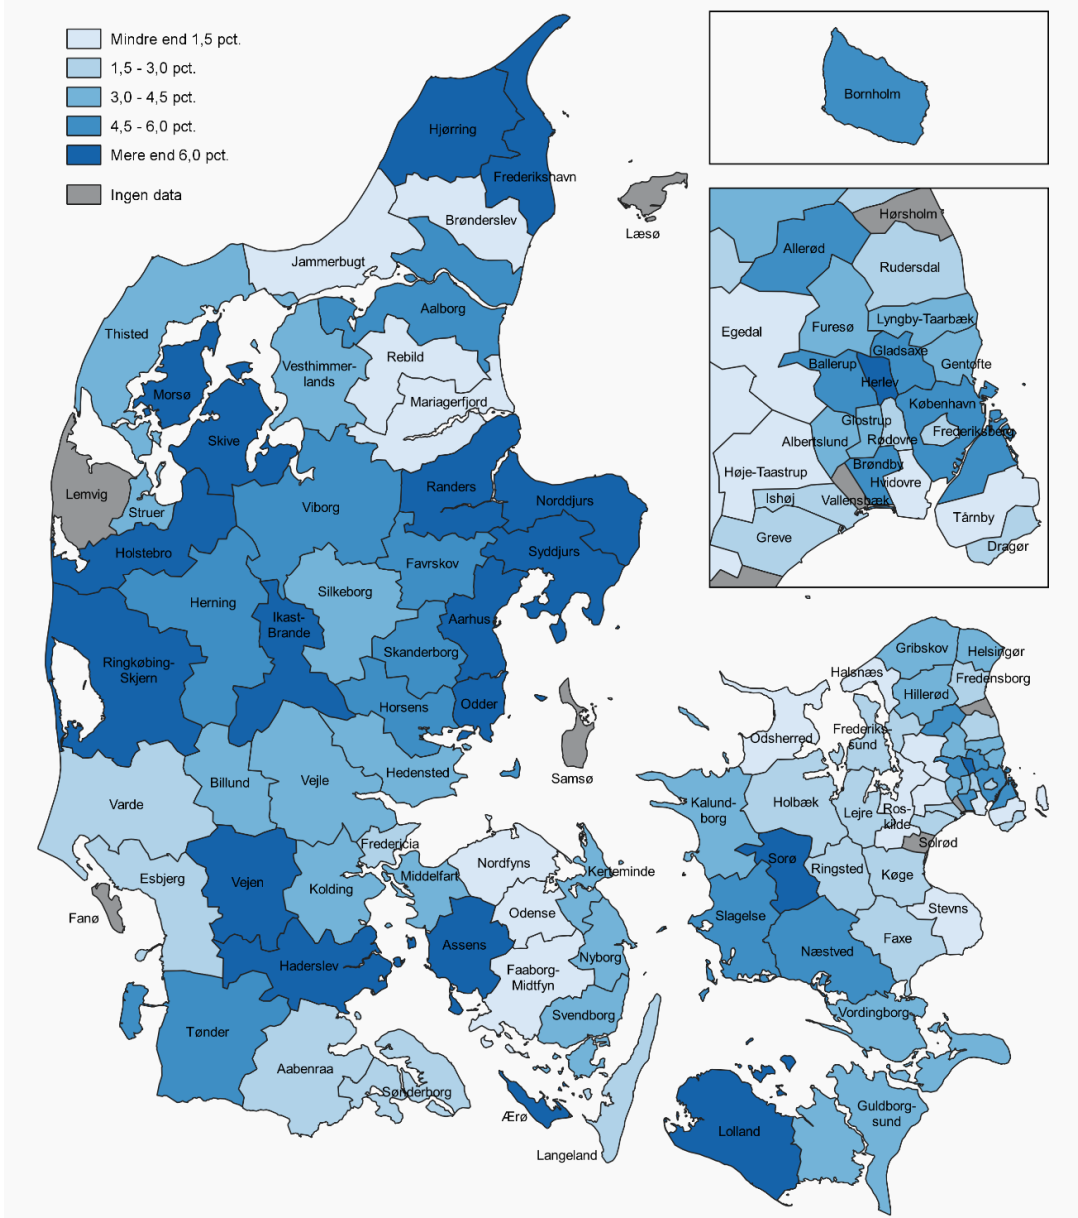 Mindre end 1,5 pct.
1,5 - 3,0 pct.
3,0 - 4,5 pct.
4,5 - 6,0 pct.
Mere end 6,0 pct.
Ingen data
Hjørring
Frederikshavn
Brønderslev
Jammerbugt
Læsø
Aalborg
Thisted
Vesthimmer-
lands
Rebild
Mariagerfjord
Morsø
Skive
Lemvig
Struer
Viborg
Randers
Norddjurs
Holstebro
Syddjurs
Favrskov
Herning
Silkeborg
Ikast-
Brande
Aarhus
Skanderborg
Ringkøbing-
Skjern
Horsens
Odder
Samsø
Hedensted
Billund
Vejle
Varde
Fredericia
Esbjerg
Vejen
Kolding
Middelfart
Nordfyns
Kerteminde
Fanø
Odense
Assens
Nyborg
Haderslev
Faaborg-
Midtfyn
Svendborg
Tønder
Aabenraa
Sønderborg
Ærø
Langeland
Bornholm
Hørsholm
Allerød
Rudersdal
Egedal
Furesø
Lyngby-Taarbæk
Gladsaxe
Gentofte
Ballerup
Herlev
København
Glostrup
Frederiksberg
Albertslund
Rødovre
Høje-Taastrup
Brøndby
Hvidovre
Ishøj
Vallensbæk
Tårnby
Greve
Dragør
Gribskov
Helsingør
Halsnæs
Fredensborg
Hillerød
Odsherred
Frederiks-
sund
Kalund-
borg
Holbæk
Lejre
Ros-
kilde
Solrød
Sorø
Ringsted
Køge
Slagelse
Stevns
Næstved
Faxe
Vordingborg
Guldborg-
sund
Lolland